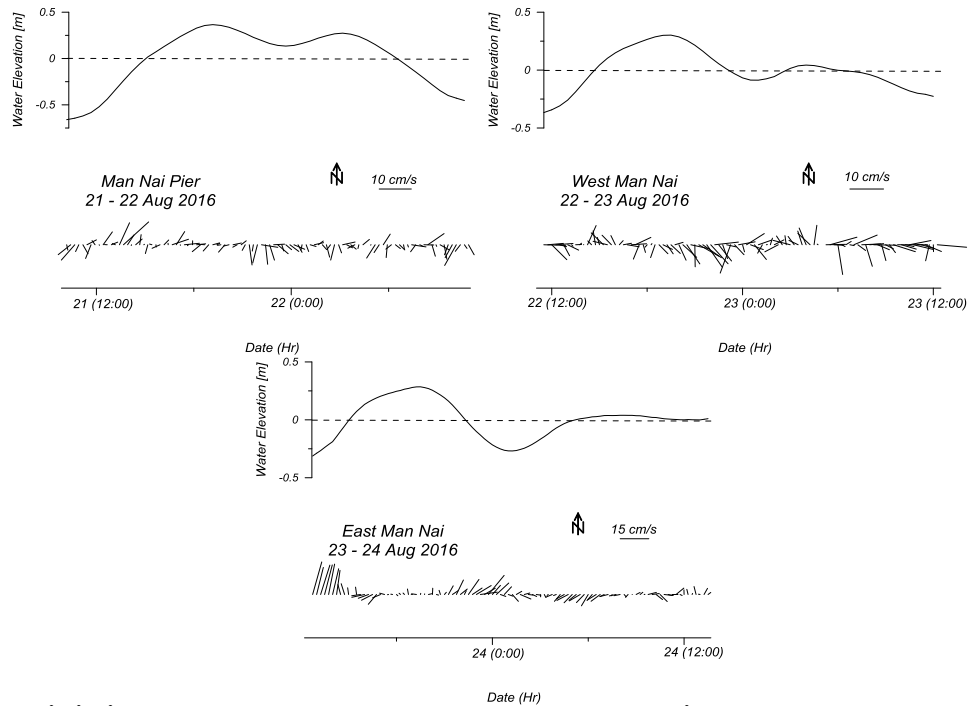 Water Elevation [m]
0.5
0
-0.5
Man Nai Pier
21 - 22 Aug 2016
N
10 cm/s
21 (12:00)
22 (0:00)
Date (Hr)
Water Elevation [m]
0.5
0
-0.5
West Man Nai
22 - 23 Aug 2016
N
10 cm/s
22 (12:00)
23 (0:00)
23 (12:00)
Date (Hr)
Water Elevation [m]
0.5
0
-0.5
East Man Nai
23 - 24 Aug 2016
N
15 cm/s
24 (0:00)
24 (12:00)
Date (Hr)